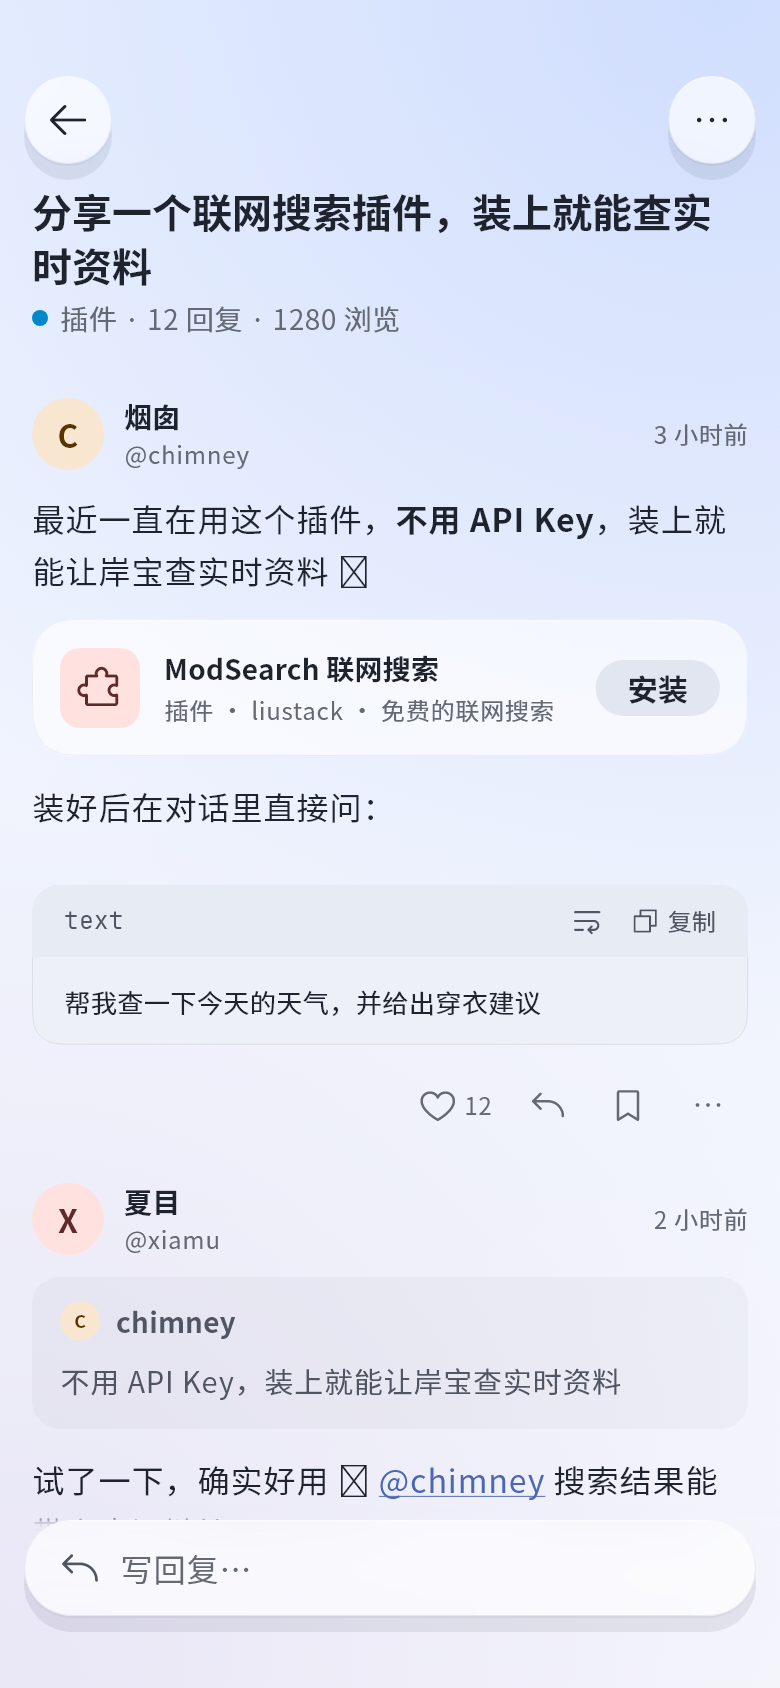 分享一个联网搜索插件，装上就能查实
时资料
插件 · 12 回复 · 1280 浏览
C
烟囱
@chimney
3 小时前
最近一直在用这个插件，不用 API Key，装上就
能让岸宝查实时资料
ModSearch 联网搜索
插件 · liustack · 免费的联网搜索
安装
装好后在对话里直接问：
text
复制
帮我查一下今天的天气，并给出穿衣建议
12
X
夏目
@xiamu
2 小时前
C
chimney
不用 API Key，装上就能让岸宝查实时资料
试了一下，确实好用 @chimney 搜索结果能
写回复…